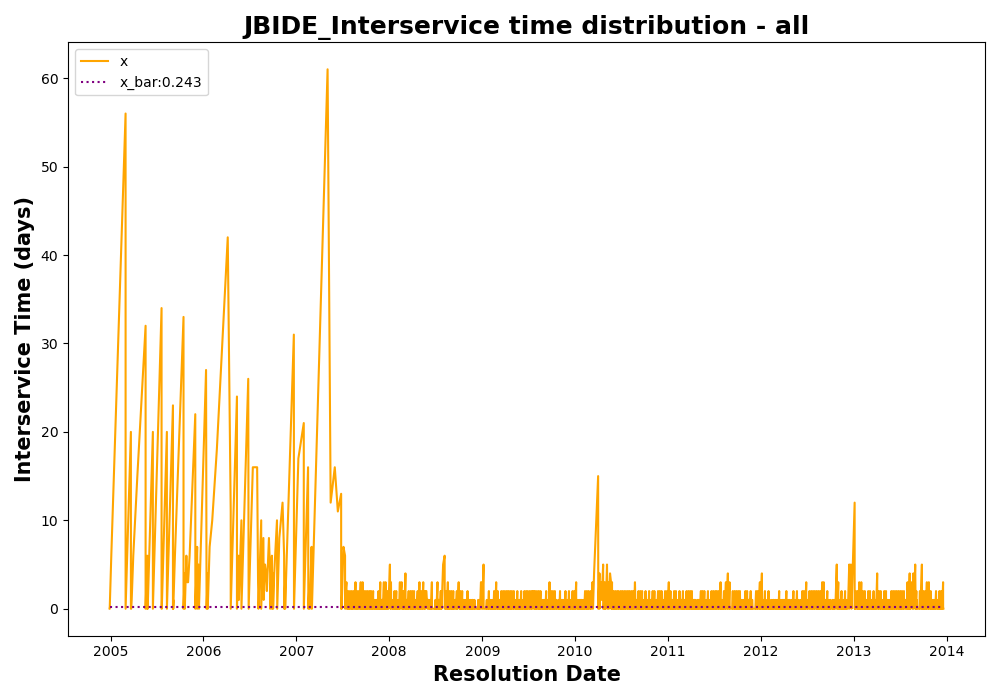 JBIDE_Interservice time distribution - all
x
x_bar:0.243
Interservice Time (days)
60
50
40
30
20
10
0
2005 2006 2007 2008 2009 2010 2011 2012 2013 2014
Resolution Date